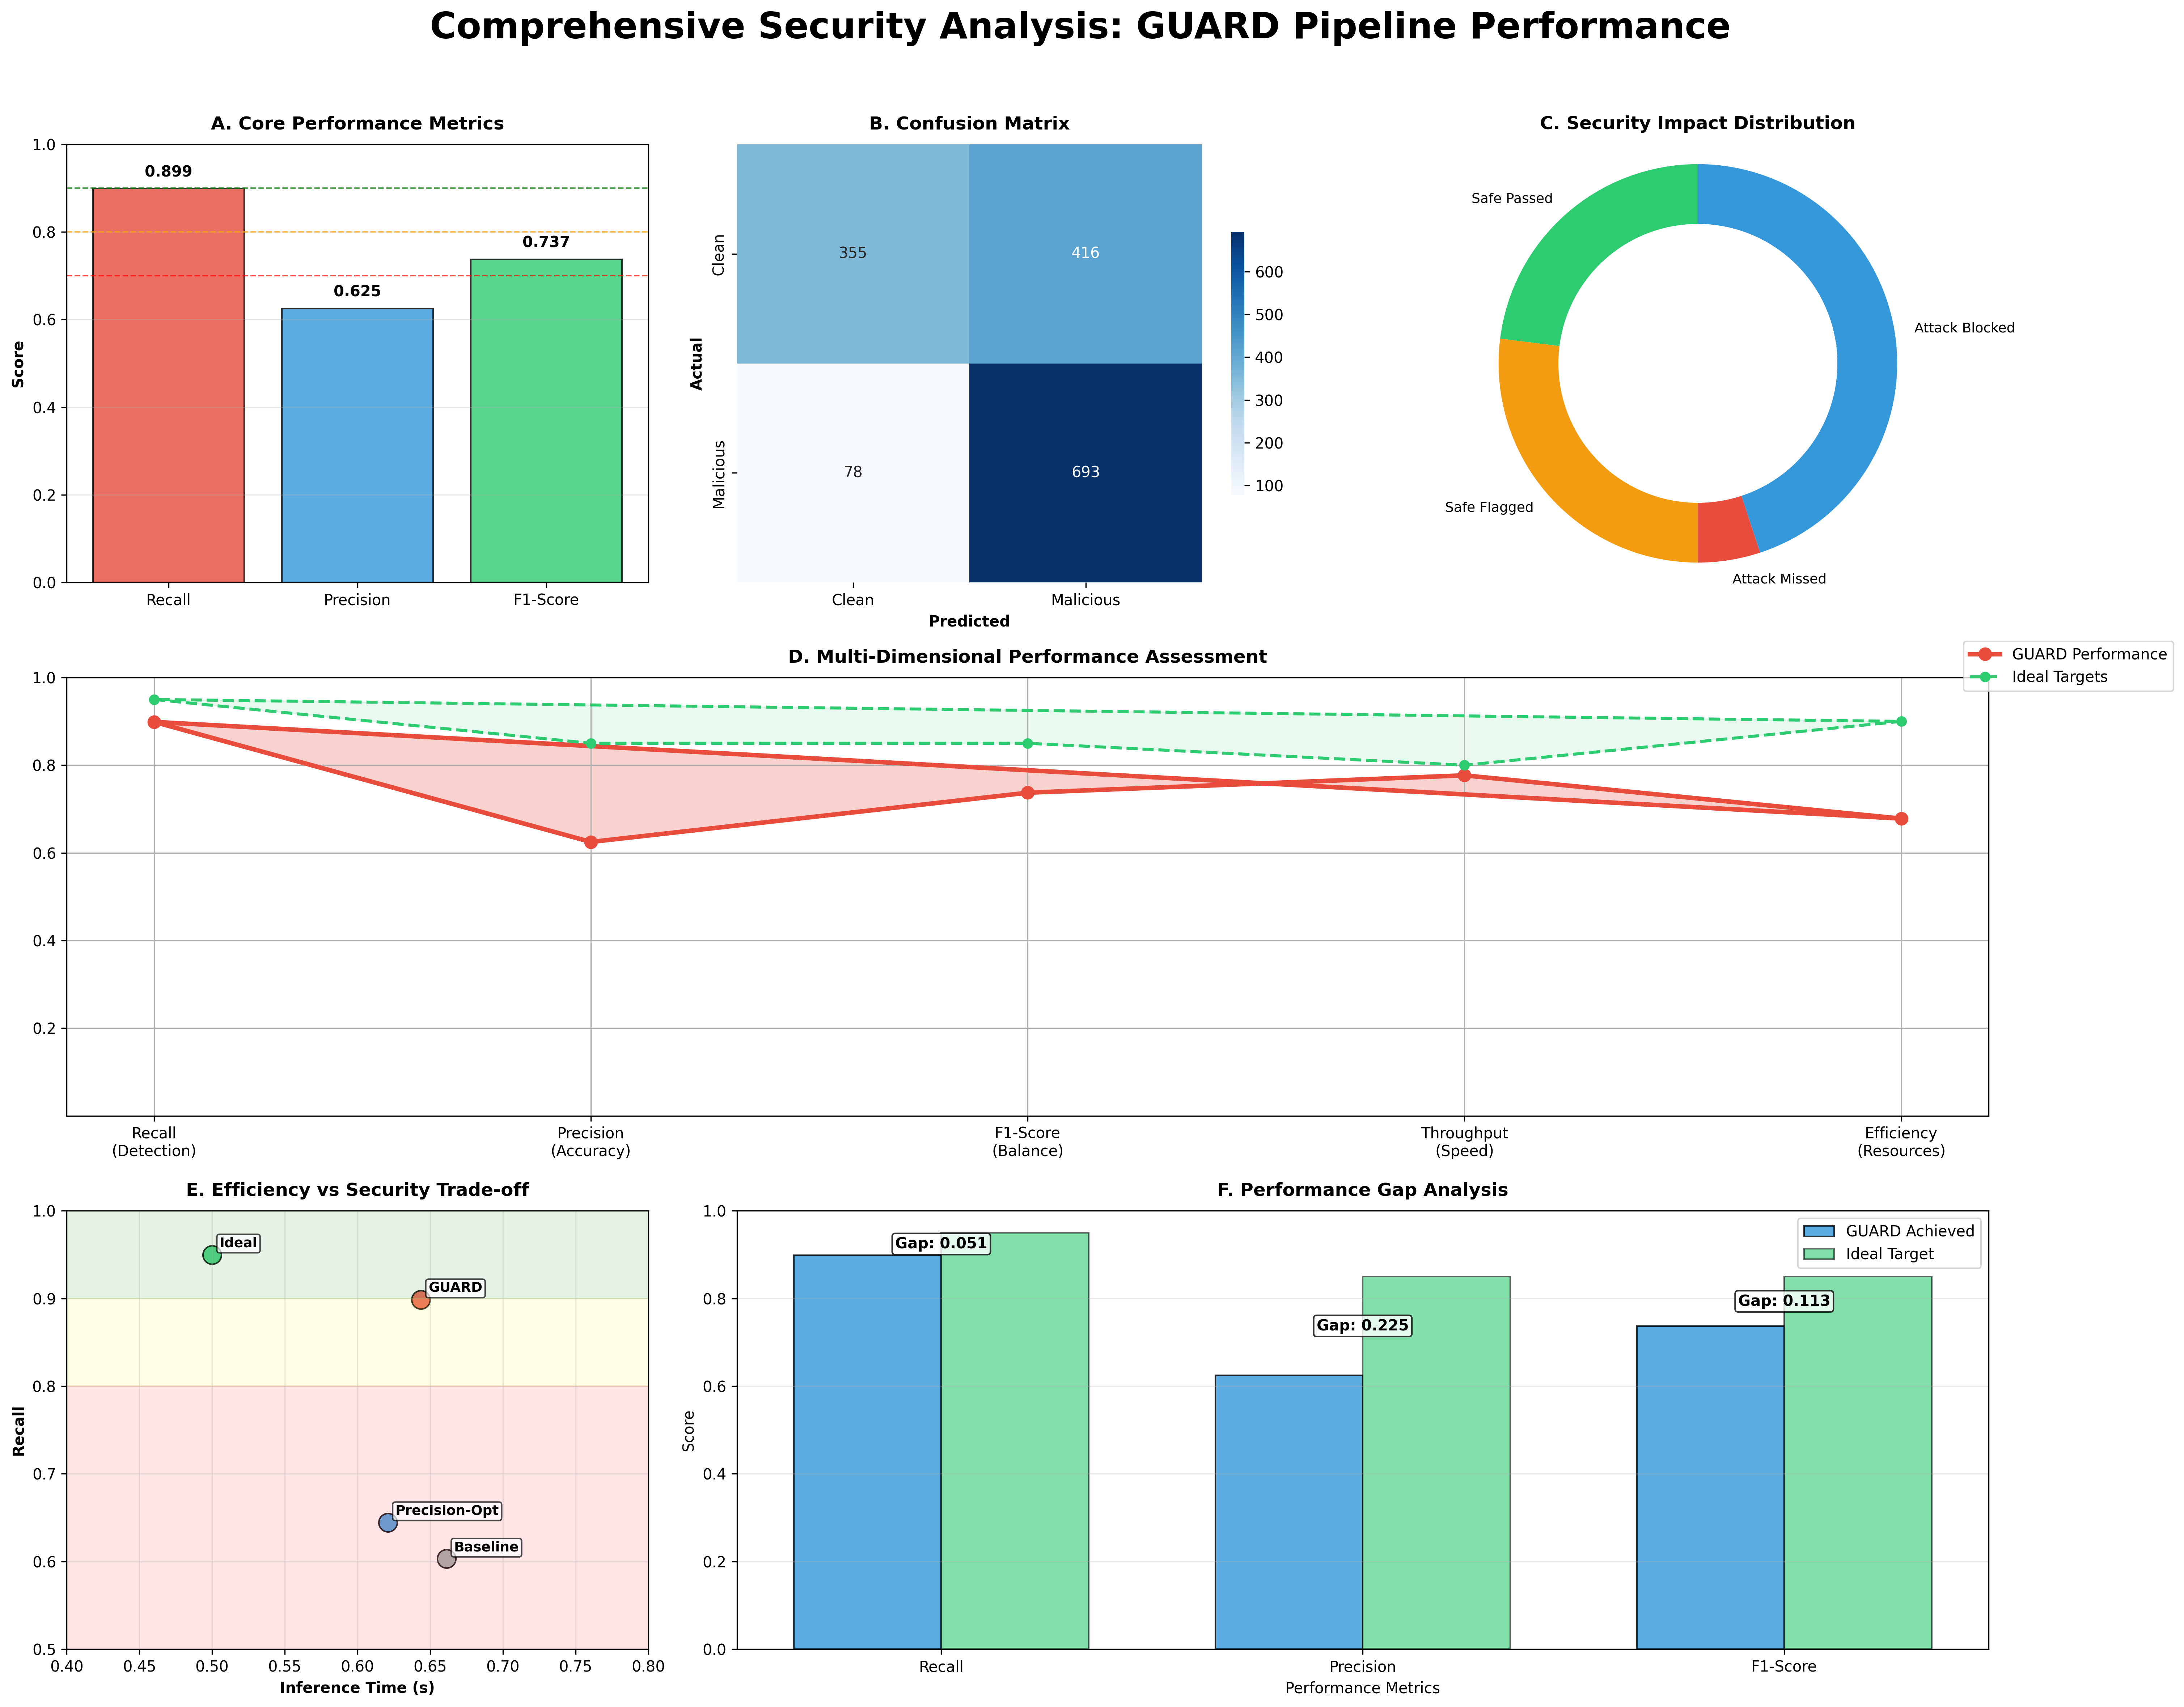 Comprehensive Security Analysis: GUARD Pipeline Performance
A. Core Performance Metrics
1.0
0.8
0.6
0.4
0.2
0.0
Score
0.899
0.625
0.737
Recall
Precision
F1-Score
B. Confusion Matrix
Actual
Clean
Malicious
355
416
78
693
Clean
Malicious
Predicted
600
500
400
300
200
100
C. Security Impact Distribution
Safe Passed
Attack Blocked
Safe Flagged
Attack Missed
D. Multi-Dimensional Performance Assessment
GUARD Performance
Ideal Targets
1.0
0.8
0.6
0.4
0.2
Recall
(Detection)
Precision
(Accuracy)
F1-Score
(Balance)
Throughput
(Speed)
Efficiency
(Resources)
E. Efficiency vs Security Trade-off
1.0
0.9
0.8
0.7
0.6
0.5
Recall
Ideal
GUARD
Precision-Opt
Baseline
0.40
0.45
0.50
0.55
0.60
0.65
0.70
0.75
0.80
Inference Time (s)
F. Performance Gap Analysis
1.0
0.8
0.6
0.4
0.2
0.0
Score
GUARD Achieved
Ideal Target
Gap: 0.051
Gap: 0.225
Gap: 0.113
Recall
Precision
F1-Score
Performance Metrics